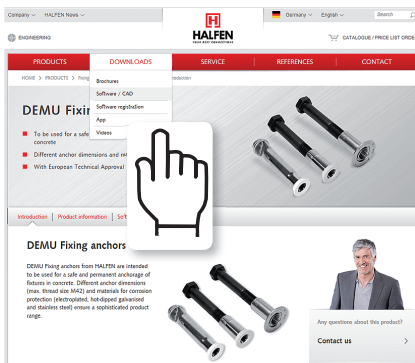 Company HALFEN News
HALFEN
YOUR BEST CONNECTIONS
Germany English Search
ENGINEERING
CATALOGUE / PRICE LIST ORDE
PRODUCTS DOWNLOADS SERVICE REFERENCES CONTACT
HOME > PRODUCTS > Fixing
Brochures
Software / CAD
Software registration
App
Videos
DEMU Fixi
To be used for a safe
concrete
Different anchor dimensions and
With European Technical Approval
Introduction Product information
DEMU Fixing anchors
DEMU Fixing anchors from HALFEN are intended
to be used for a safe and permanent anchorage of
fixtures in concrete. Different anchor dimensions
(max. thread size M42) and materials for corrosion
protection (electroplated, hot-dipped galvanised
and stainless steel) ensure a sophisticated product
range.
Any questions about this product?
Contact us >